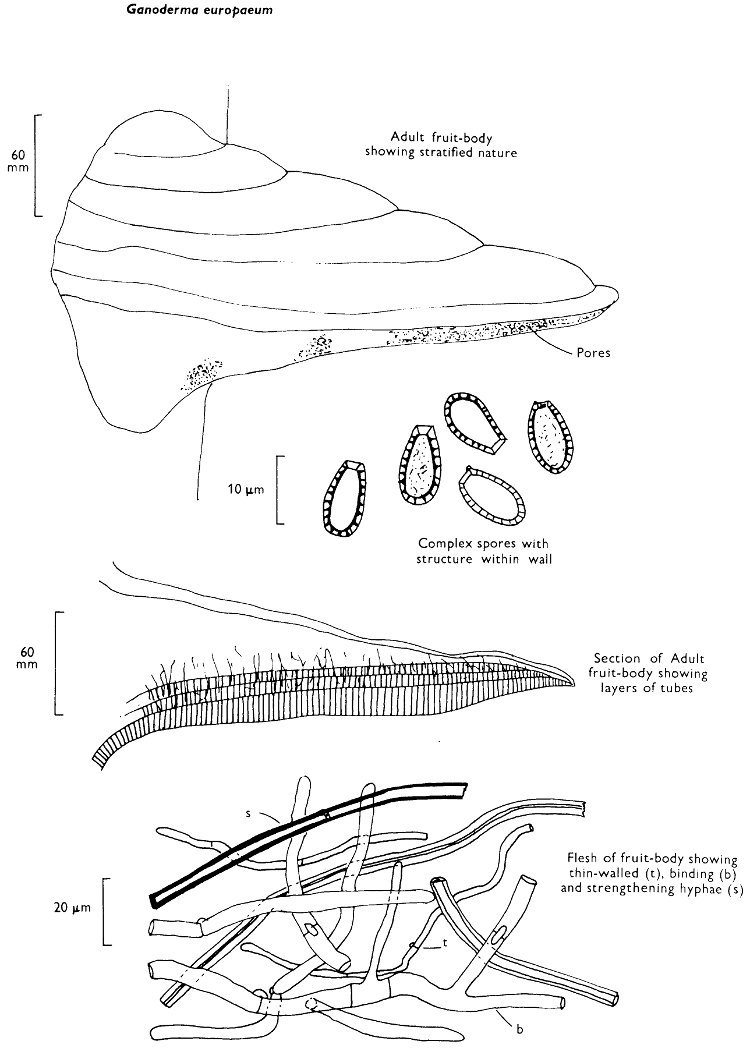 Ganoderma europaeum
60
mm
Adult fruit-body
showing stratified nature
Pores
10 μm
Complex spores with
structure within wall
60
mm
Section of Adult
fruit-body showing
layers of tubes
s
Flesh of fruit-body showing
thin-walled (t), binding (b)
and strengthening hyphae (s)
20 μm
t
b